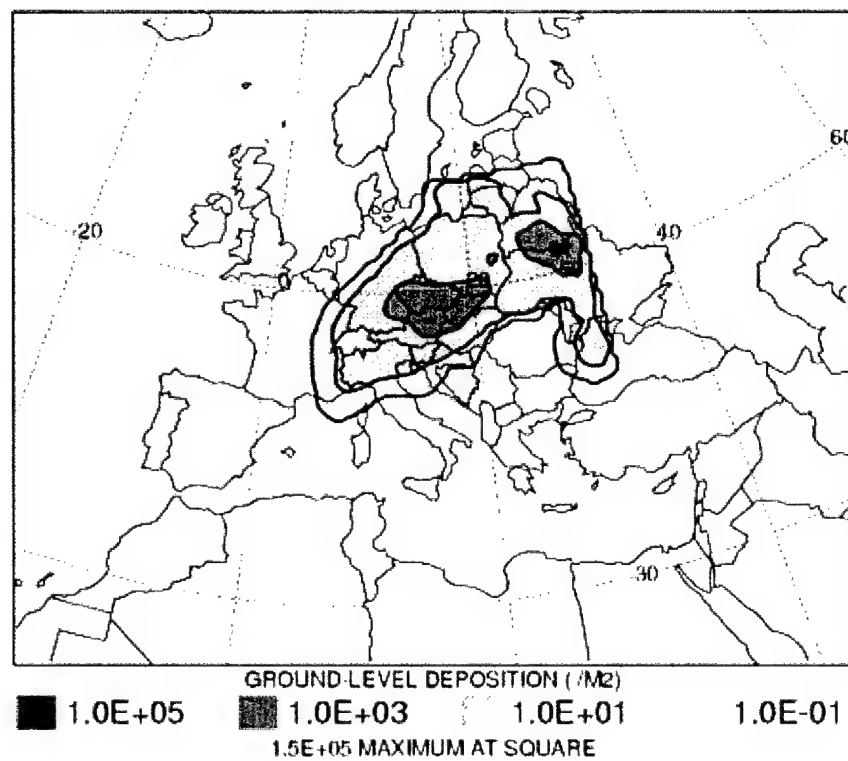 60
20
40
30
GROUND-LEVEL DEPOSITION ( /M2)
1.0E+05 1.0E+03 1.0E+01 1.0E-01
1.5E+05 MAXIMUM AT SQUARE